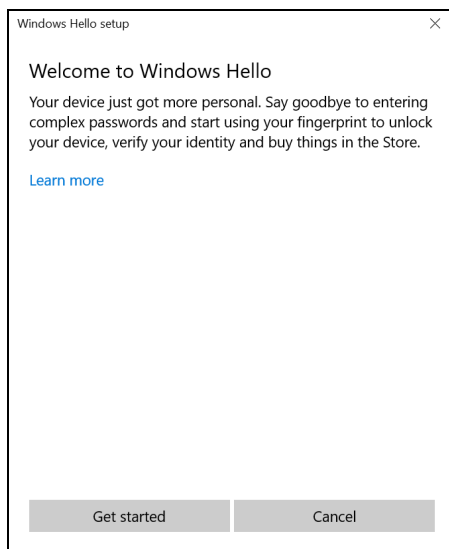 Windows Hello setup
Welcome to Windows Hello
Your device just got more personal. Say goodbye to entering
complex passwords and start using your fingerprint to unlock
your device, verify your identity and buy things in the Store.
Learn more
Get started
Cancel